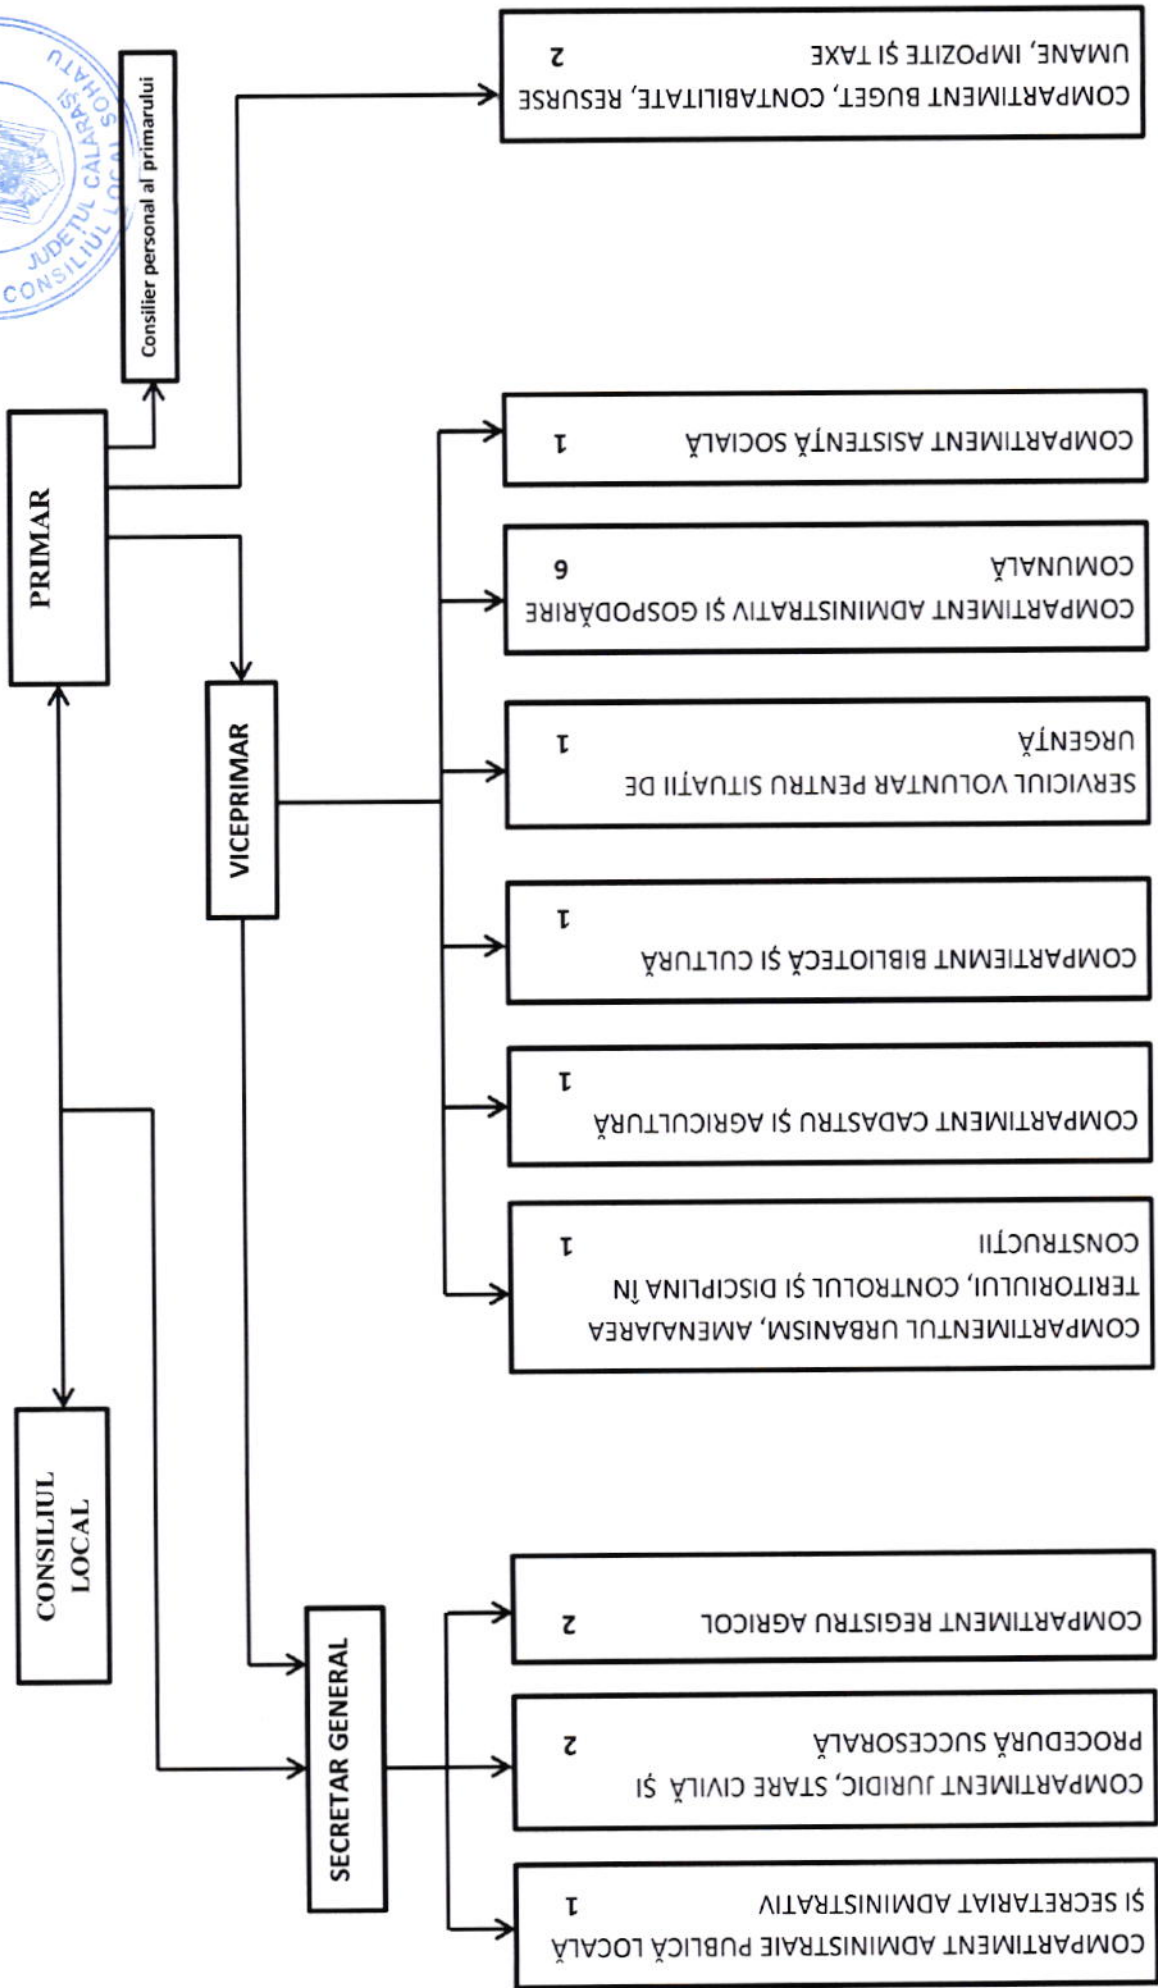 CONSILIUL
LOCAL
PRIMAR
JUDEȚUL CĂLĂRAȘI
CONSILIUL LOCAL SOHATU
Consilier personal al primarului
VICEPRIMAR
SECRETAR GENERAL
COMPARTIMENT ADMINISTRAIE PUBLICĂ LOCALĂ
ȘI SECRETARIAT ADMINISTRATIV 1
COMPARTIMENT JURIDIC, STARE CIVILĂ ȘI
PROCEDURĂ SUCCESORALĂ 2
COMPARTIMENT REGISTRU AGRICOL 2
COMPARTIMENTUL URBANISM, AMENAJAREA
TERITORIULUI, CONTROLUL ȘI DISCIPLINA ÎN
CONSTRUCȚII 1
COMPARTIMENT CADASTRU ȘI AGRICULTURĂ
1
COMPARTIEMNT BIBLIOTECĂ ȘI CULTURĂ
1
SERVICIUL VOLUNTAR PENTRU SITUAȚII DE
URGENȚĂ 1
COMPARTIMENT ADMINISTRATIV ȘI GOSPODĂRIRE
COMUNALĂ 6
COMPARTIMENT ASISTENȚĂ SOCIALĂ 1
COMPARTIMENT BUGET, CONTABILITATE, RESURSE
UMANE, IMPOZITE ȘI TAXE 2